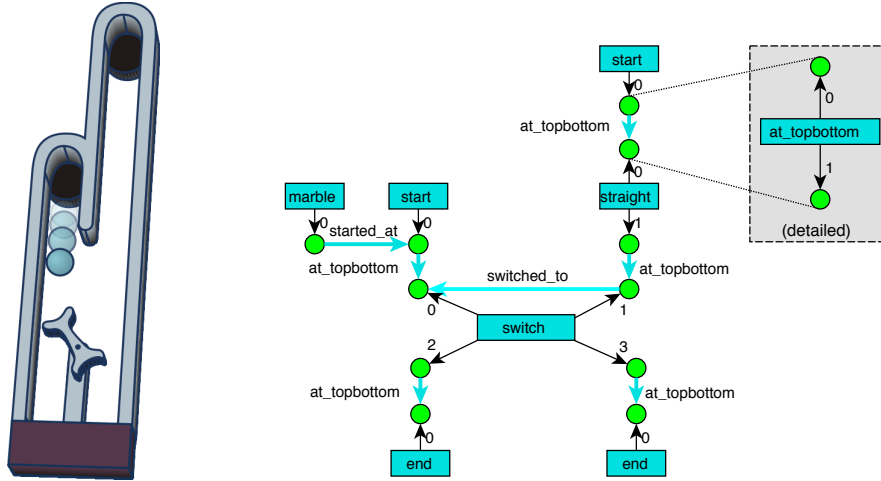 start
0
at_topbottom
0
at_topbottom
0
1
(detailed)
marble
start
straight
0
0
1
started_at
at_topbottom
switched_to
at_topbottom
0
1
switch
2
3
at_topbottom
at_topbottom
0
0
end
end